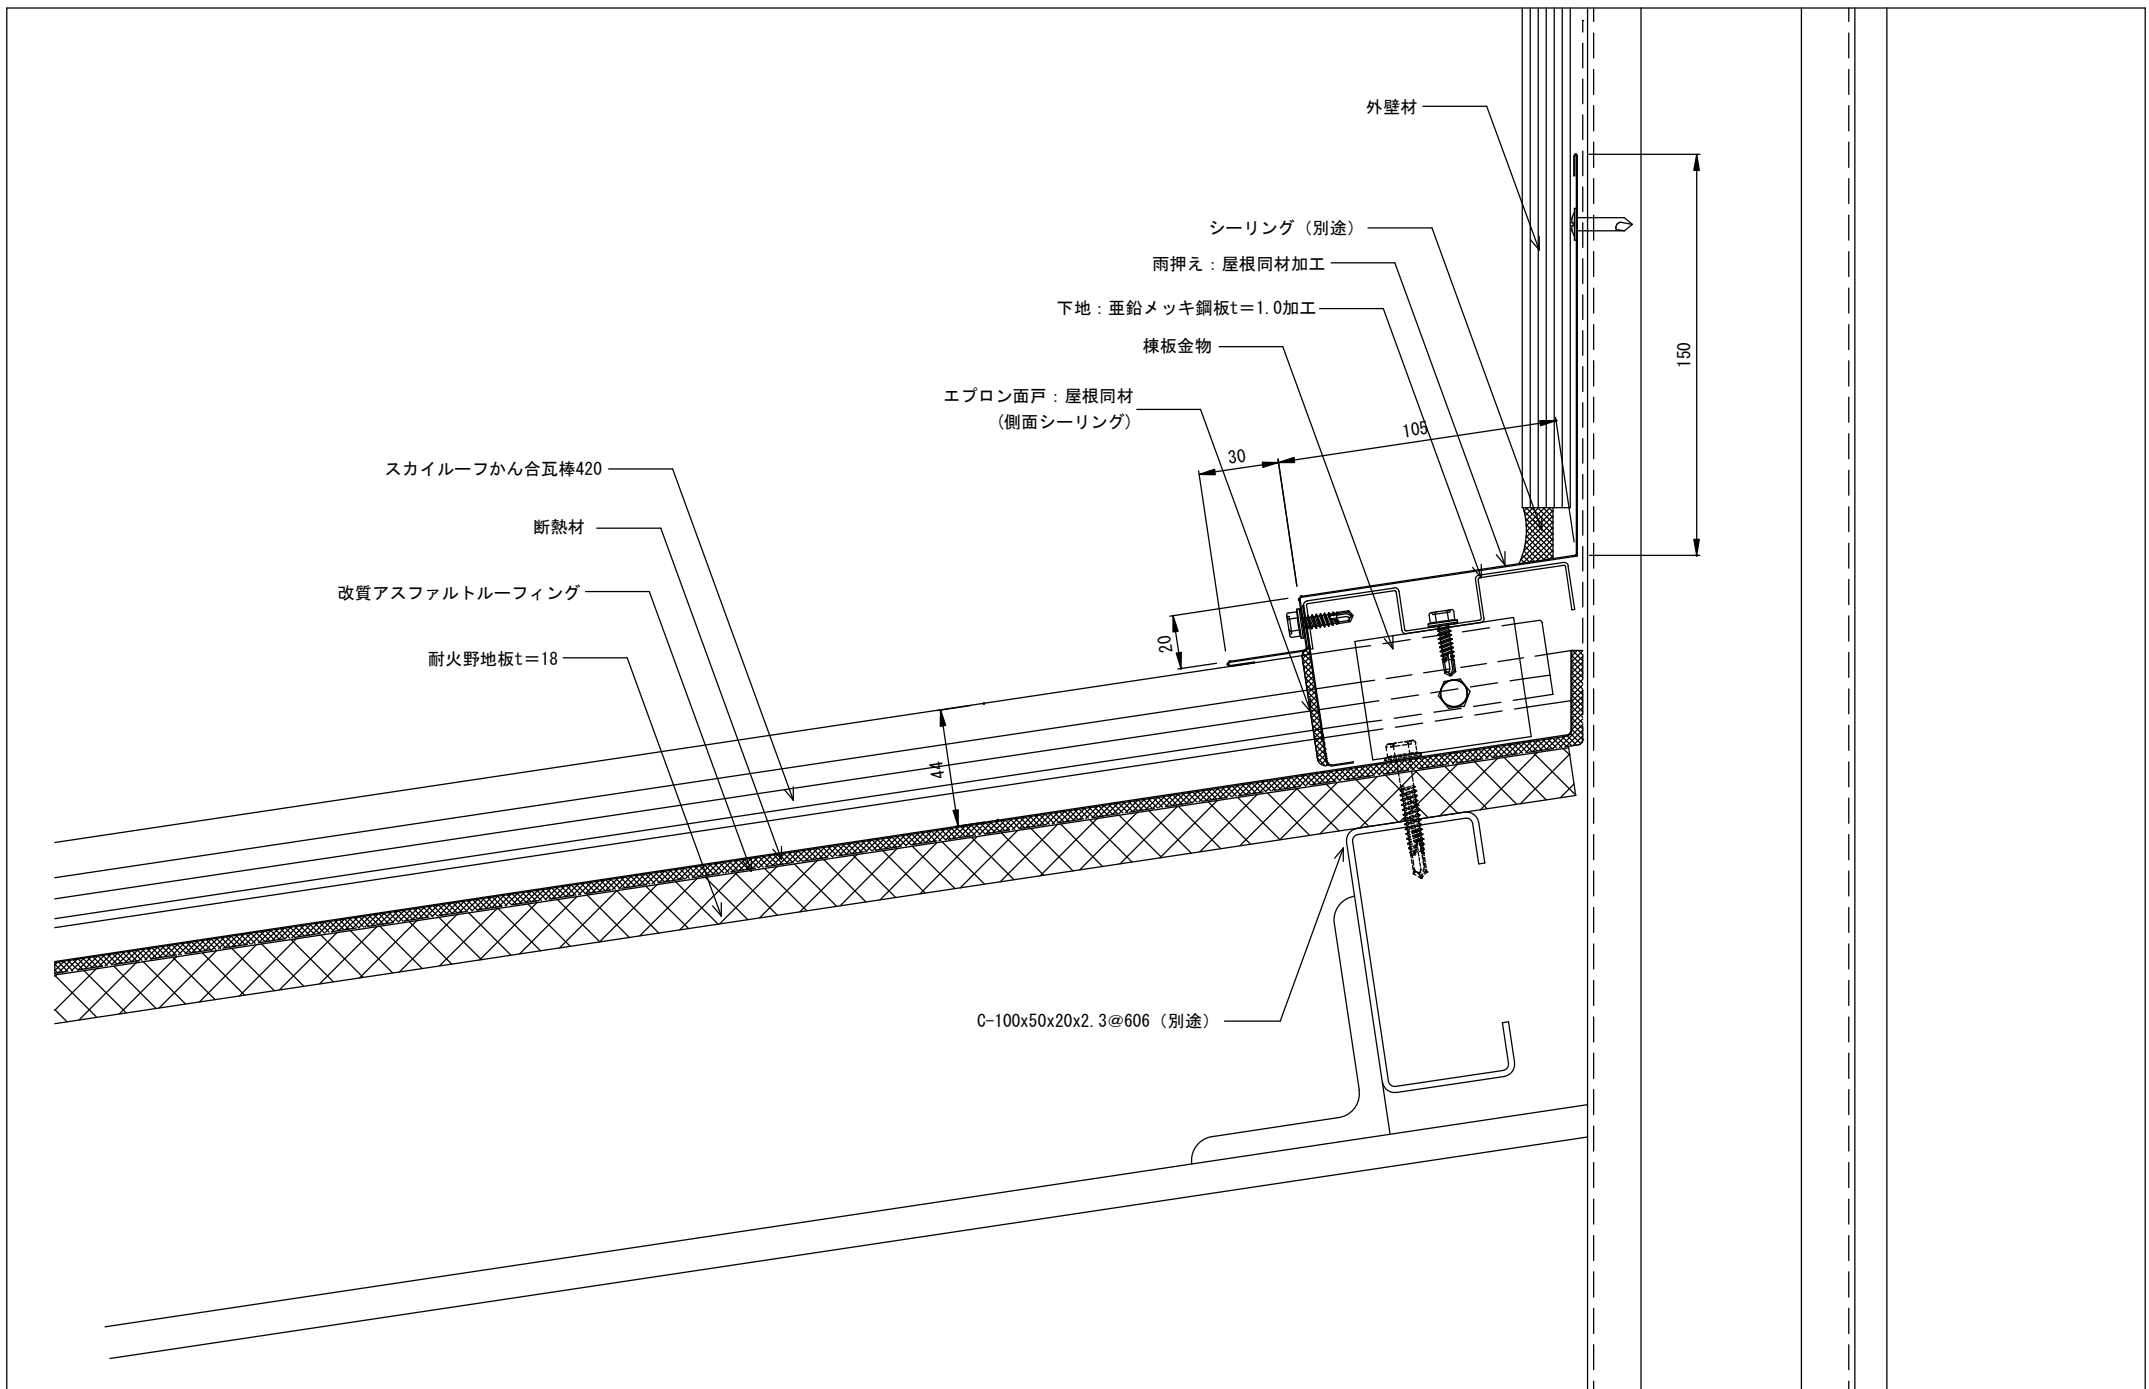 外壁材
シーリング（別途）
雨押え：屋根同材加工
下地：亜鉛メッキ鋼板t＝1.0加工
棟板金物
エプロン面戸：屋根同材
（側面シーリング）
スカイルーフかん合瓦棒420
断熱材
改質アスファルトルーフィング
耐火野地板t＝18
C-100x50x20x2.3@606（別途）
150
105
30
20
44